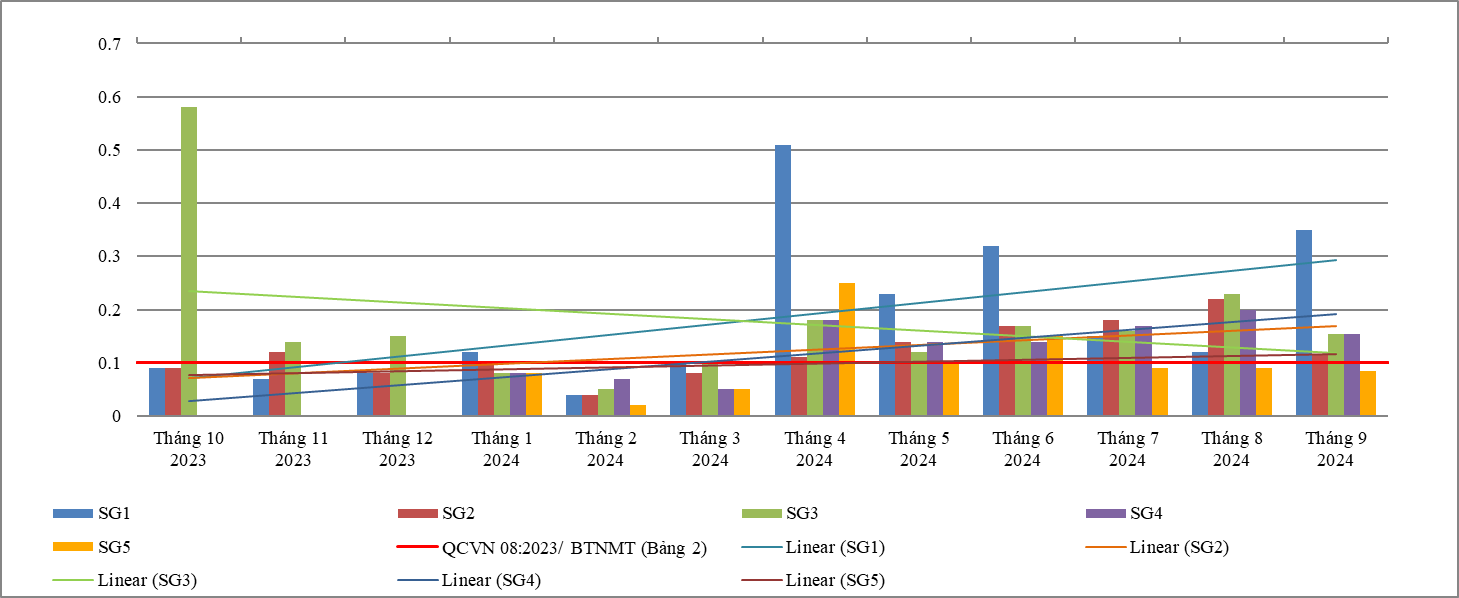 0.7
0.6
0.5
0.4
0.3
0.2
0.1
0
Tháng 10 Tháng 11 Tháng 12 Tháng 1 Tháng 2 Tháng 3 Tháng 4 Tháng 5 Tháng 6 Tháng 7 Tháng 8 Tháng 9
2023 2023 2023 2024 2024 2024 2024 2024 2024 2024 2024 2024
SG1 SG2 SG3 SG4
SG5 QCVN 08:2023/ BTNMT (Bảng 2) Linear (SG1) Linear (SG2)
Linear (SG3) Linear (SG4) Linear (SG5)